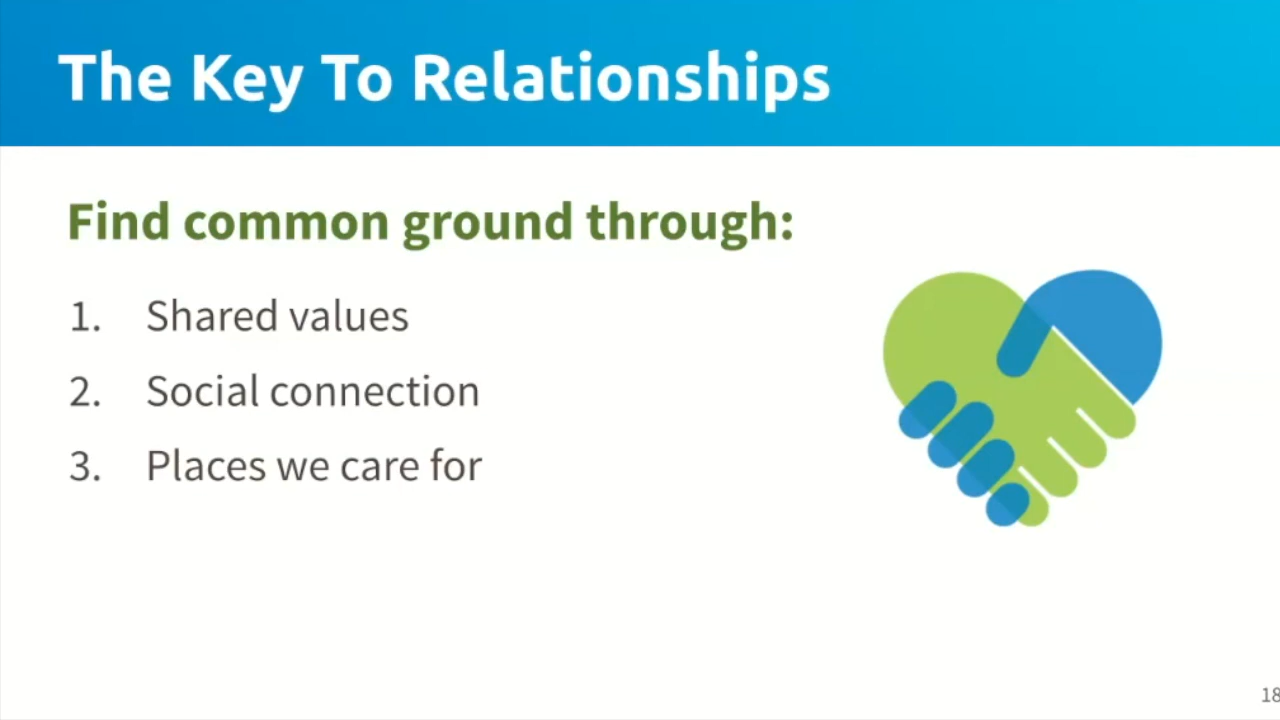 The Key To Relationships
Find common ground through:
1. Shared values
2. Social connection
3. Places we care for
18